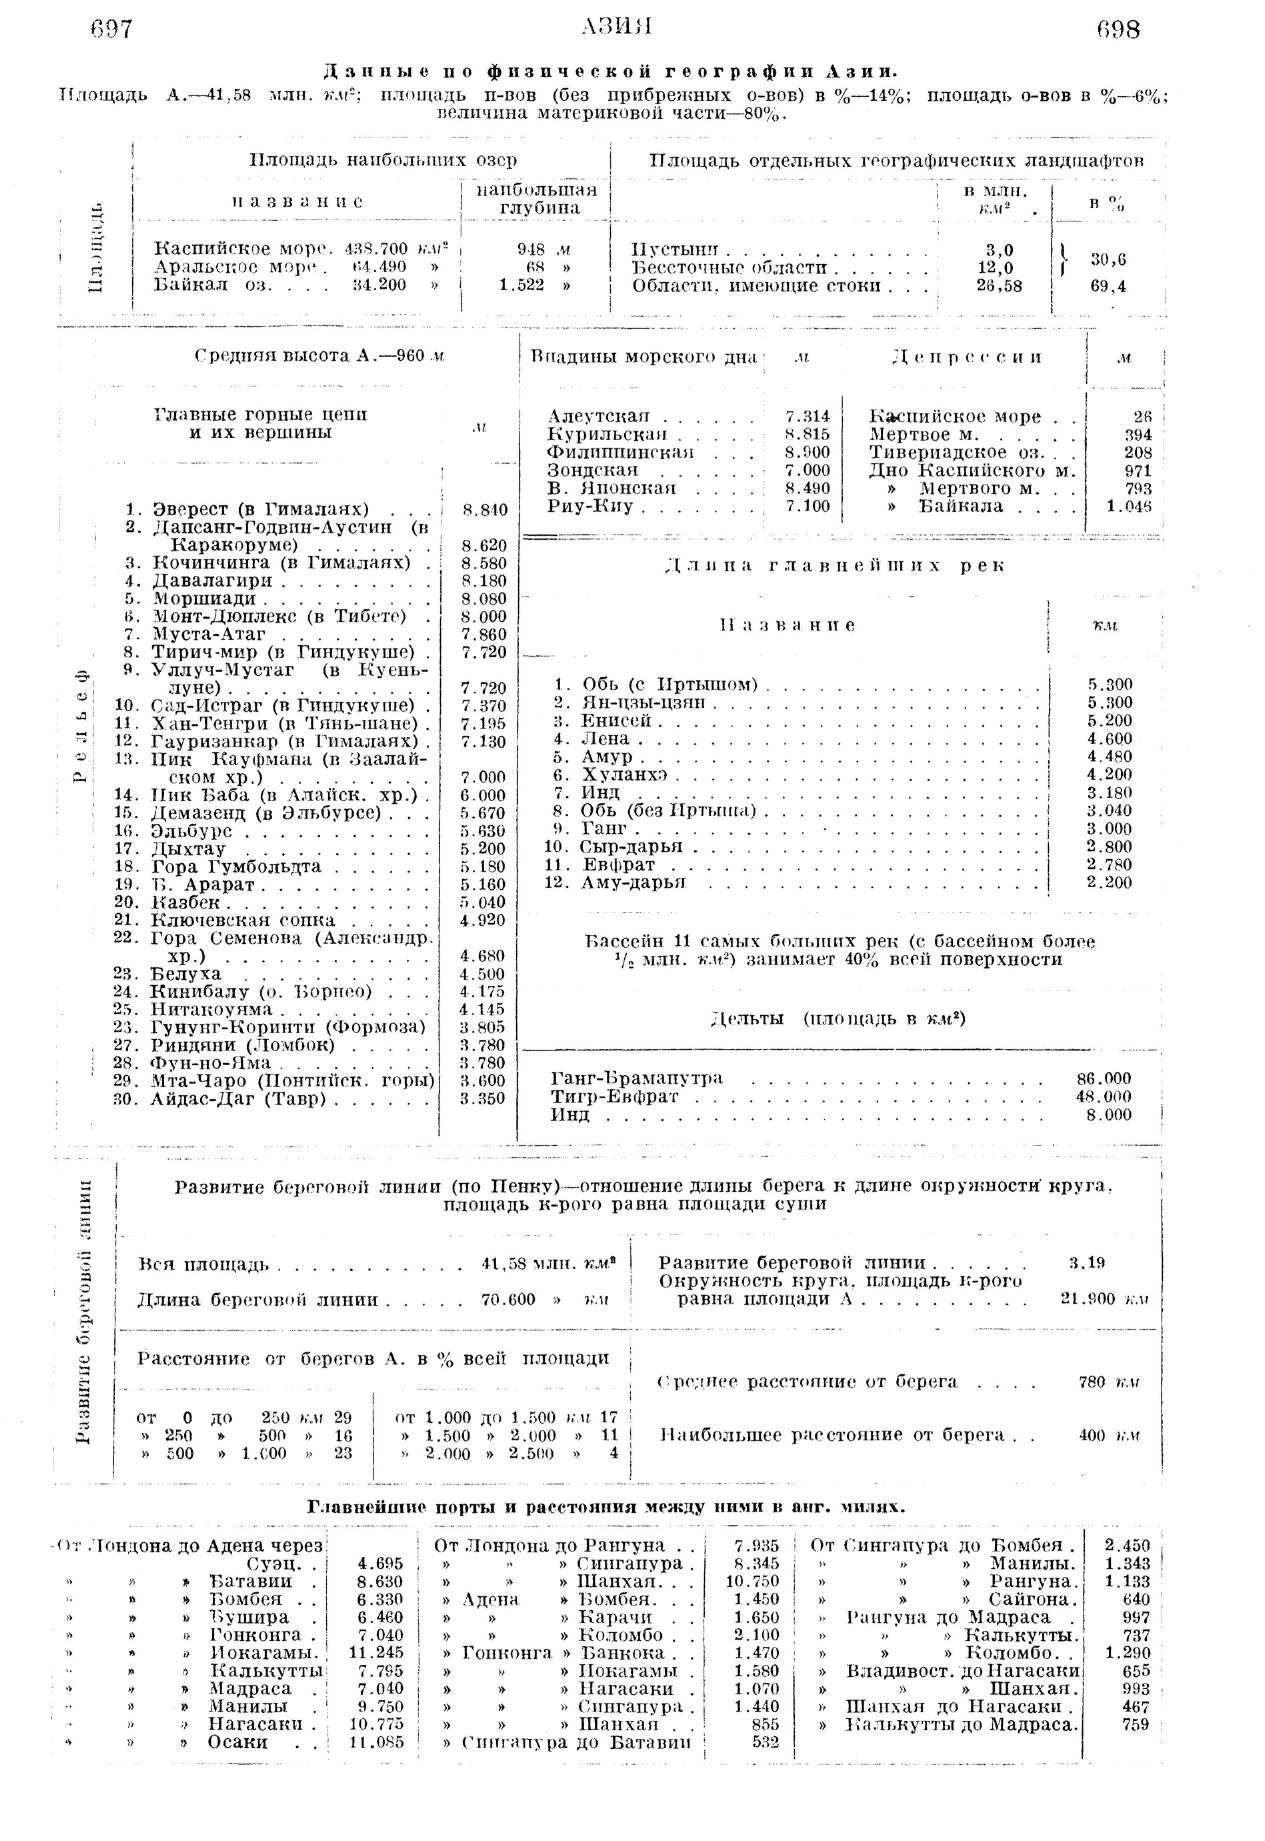 697
АЗИЯ
698
Данные по физической географии Азии.
Площадь А.—41,58 млн. км²; площадь п-вов (без прибрежных о-вов) в %—14%; площадь о-вов в %—6%;
величина материковой части—80%.
Площадь
Площадь наибольших озер
название
наибольшая
глубина
Каспийское море. 438.700 км² 948 м
Аральское море . 64.490 » 68 »
Байкал оз. . . . 34.200 » 1.522 »
Площадь отдельных географических ландшафтов
в млн.
км² .
в %
Пустыни . . . . . . . . . . . . 3,0
Бессточные области . . . . . . 12,0
} 30,6
Области, имеющие стоки . . . 26,58 69,4
Рельеф
Средняя высота А.—960 м
Главные горные цепи
и их вершины
м
1. Эверест (в Гималаях) . . . 8.840
2. Дапсанг-Годвин-Аустин (в
Каракоруме) . . . . . . . 8.620
3. Кочинчинга (в Гималаях) . 8.580
4. Давалагири . . . . . . . . . 8.180
5. Моршиади . . . . . . . . . . 8.080
6. Монт-Дюплекс (в Тибете) . 8.000
7. Муста-Атаг . . . . . . . . . 7.860
8. Тирич-мир (в Гиндукуше) . 7.720
9. Уллуч-Мустаг (в Куень-
луне) . . . . . . . . . . . . 7.720
10. Сад-Истраг (в Гиндукуше) . 7.370
11. Хан-Тенгри (в Тянь-шане) . 7.195
12. Гауризанкар (в Гималаях) . 7.130
13. Пик Кауфмана (в Заалай-
ском хр.) . . . . . . . . . 7.000
14. Пик Баба (в Алайск. хр.) . 6.000
15. Демазенд (в Эльбурсе) . . . 5.670
16. Эльбурс . . . . . . . . . . . 5.630
17. Дыхтау . . . . . . . . . . . 5.200
18. Гора Гумбольдта . . . . . . 5.180
19. Б. Арарат . . . . . . . . . . 5.160
20. Казбек . . . . . . . . . . . . 5.040
21. Ключевская сопка . . . . . 4.920
22. Гора Семенова (Александр.
хр.) . . . . . . . . . . . . 4.680
23. Белуха . . . . . . . . . . . 4.500
24. Кинибалу (о. Борнео) . . . 4.175
25. Нитакоуяма . . . . . . . . . 4.145
23. Гунунг-Коринти (Формоза) 3.805
27. Риндяни (Ломбок) . . . . . 3.780
28. Фун-но-Яма . . . . . . . . . 3.780
29. Мта-Чаро (Понтийск. горы) 3.600
30. Айдас-Даг (Тавр) . . . . . . 3.350
Впадины морского дна м
Алеутская . . . . . . 7.314
Курильская . . . . . 8.815
Филиппинская . . . 8.900
Зондская . . . . . . 7.000
В. Японская . . . . 8.490
Риу-Киу . . . . . . . 7.100
Депрессии м
Каспийское море . . 26
Мертвое м. . . . . . 394
Тивериадское оз. . . 208
Дно Каспийского м. 971
» Мертвого м. . . 793
» Байкала . . . . 1.046
Длина главнейших рек
Название
км
1. Обь (с Иртышом) . . . . . . . . . . . . . . . . 5.300
2. Ян-цзы-цзян . . . . . . . . . . . . . . . . . . . 5.300
3. Енисей . . . . . . . . . . . . . . . . . . . . . . 5.200
4. Лена . . . . . . . . . . . . . . . . . . . . . . . 4.600
5. Амур . . . . . . . . . . . . . . . . . . . . . . . 4.480
6. Хуланхэ . . . . . . . . . . . . . . . . . . . . . 4.200
7. Инд . . . . . . . . . . . . . . . . . . . . . . . 3.180
8. Обь (без Иртыша) . . . . . . . . . . . . . . . . 3.040
9. Ганг . . . . . . . . . . . . . . . . . . . . . . . 3.000
10. Сыр-дарья . . . . . . . . . . . . . . . . . . . . 2.800
11. Евфрат . . . . . . . . . . . . . . . . . . . . . 2.780
12. Аму-дарья . . . . . . . . . . . . . . . . . . . 2.200
Бассейн 11 самых больших рек (с бассейном более
½ млн. км²) занимает 40% всей поверхности
Дельты (площадь в км²)
Ганг-Брамапутра . . . . . . . . . . . . . . . . . 86.000
Тигр-Евфрат . . . . . . . . . . . . . . . . . . . . 48.000
Инд . . . . . . . . . . . . . . . . . . . . . . . . . 8.000
Развитие береговой линии
Развитие береговой линии (по Пенку)—отношение длины берега к длине окружности круга,
площадь к-рого равна площади суши
Вся площадь . . . . . . . . . . . 41,58 млн. км²
Длина береговой линии . . . . . 70.600 » км
Развитие береговой линии . . . . . . 3.19
Окружность круга, площадь к-рого
равна площади А . . . . . . . . . . 21.900 км
Расстояние от берегов А. в % всей площади
от 0 до 250 км 29
» 250 » 500 » 16
» 500 » 1.000 » 23
от 1.000 до 1.500 км 17
» 1.500 » 2.000 » 11
» 2.000 » 2.500 » 4
Среднее расстояние от берега . . . . 780 км
Наибольшее расстояние от берега . . 400 км
Главнейшие порты и расстояния между ними в анг. милях.
От Лондона до Адена через
Суэц. . 4.695
» » » Батавии . 8.630
» » » Бомбея . . 6.330
» » » Бушира . 6.460
» » » Гонконга . 7.040
» » » Иокагамы. 11.245
» » » Калькутты 7.795
» » » Мадраса . 7.040
» » » Манилы . 9.750
» » » Нагасаки . 10.775
» » » Осаки . . 11.085
От Лондона до Рангуна . . 7.935
» » » Сингапура . 8.345
» » » Шанхая. . . 10.750
» Адена » Бомбея. . . 1.450
» » » Карачи . . 1.650
» » » Коломбо . . 2.100
» Гонконга » Банкока . . 1.470
» » » Иокагамы . 1.580
» » » Нагасаки . 1.070
» » » Сингапура . 1.440
» » » Шанхая . . 855
» Сингапура до Батавии 532
От Сингапура до Бомбея . 2.450
» » » Манилы. 1.343
» » » Рангуна. 1.133
» » » Сайгона. 640
» Рангуна до Мадраса . 997
» » » Калькутты. 737
» » » Коломбо. . 1.290
» Владивост. до Нагасаки 655
» » » Шанхая. 993
» Шанхая до Нагасаки . 467
» Калькутты до Мадраса. 759